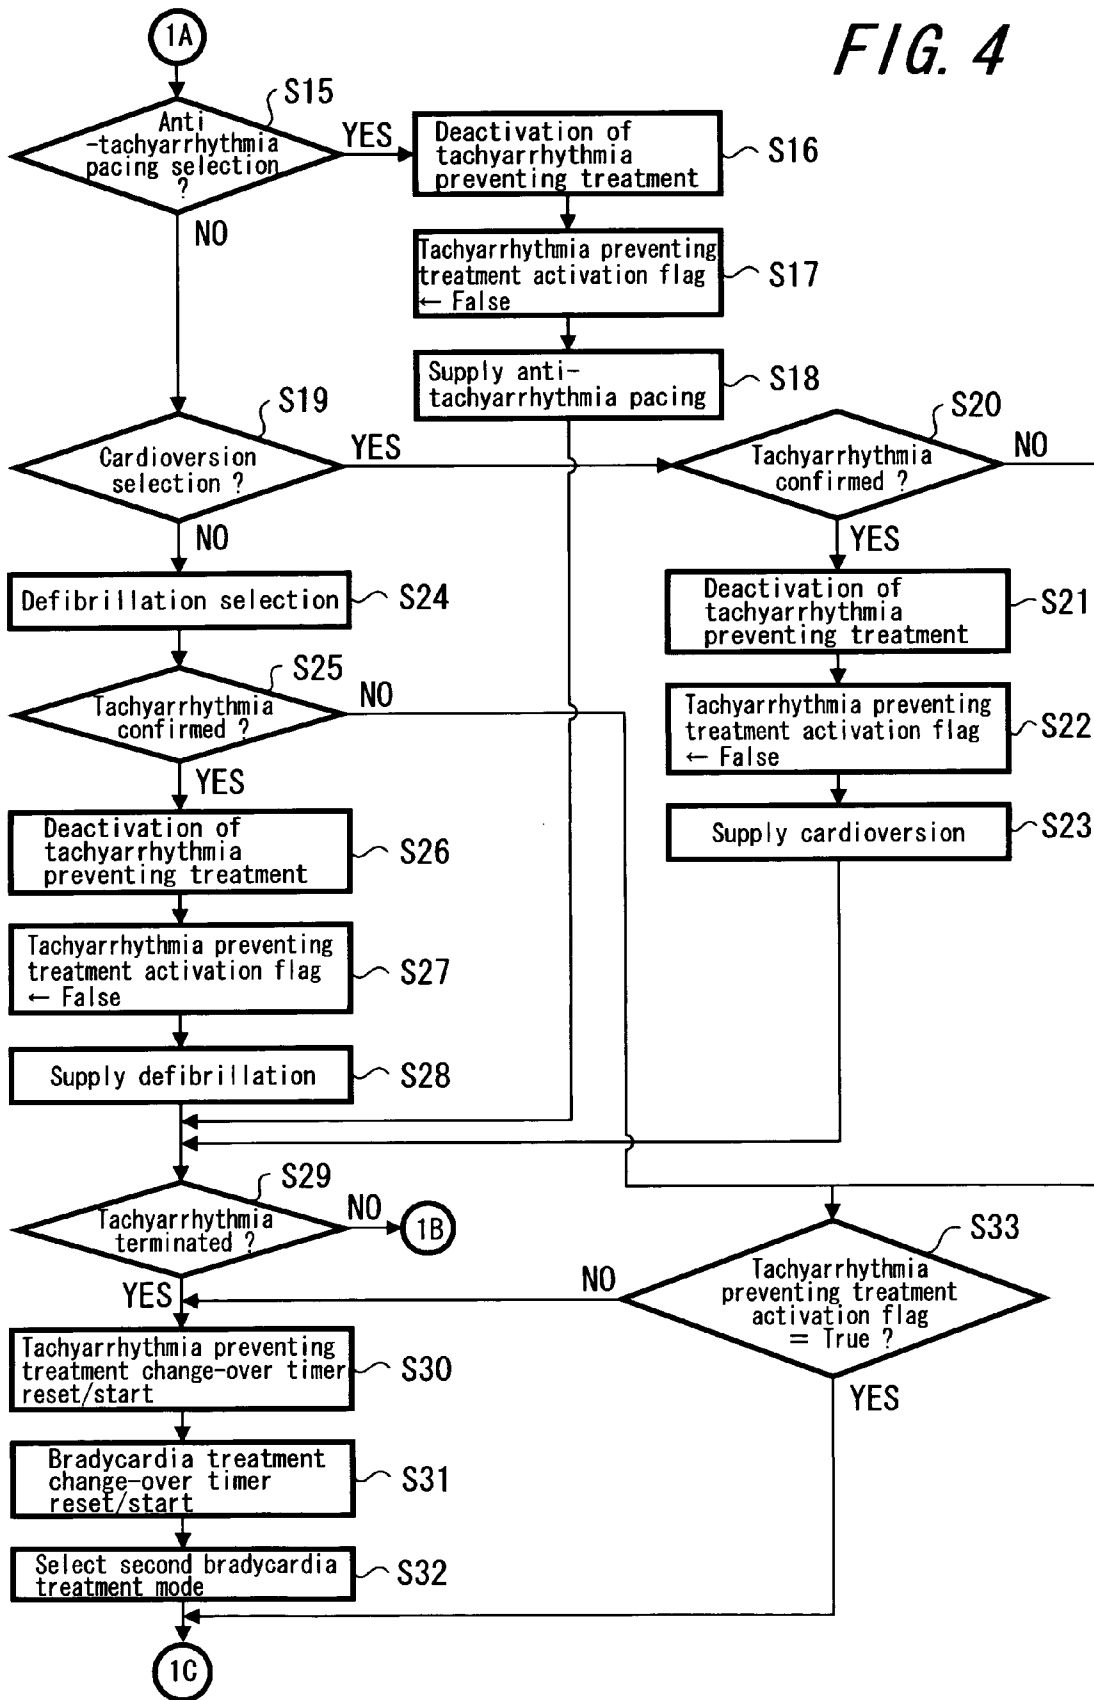 FIG. 4
1A
S15
Anti
-tachyarrhythmia
pacing selection
?
YES
NO
Deactivation of
tachyarrhythmia
preventing treatment
S16
Tachyarrhythmia preventing
treatment activation flag
← False
S17
Supply anti-
tachyarrhythmia pacing
S18
S19
Cardioversion
selection ?
YES
NO
S20
Tachyarrhythmia
confirmed ?
NO
YES
Deactivation of
tachyarrhythmia
preventing treatment
S21
Tachyarrhythmia preventing
treatment activation flag
← False
S22
Supply cardioversion
S23
Defibrillation selection
S24
S25
Tachyarrhythmia
confirmed ?
NO
YES
Deactivation of
tachyarrhythmia
preventing treatment
S26
Tachyarrhythmia preventing
treatment activation flag
← False
S27
Supply defibrillation
S28
S29
Tachyarrhythmia
terminated ?
NO
1B
YES
S33
Tachyarrhythmia
preventing treatment
activation flag
= True ?
NO
YES
Tachyarrhythmia preventing
treatment change-over timer
reset/start
S30
Bradycardia treatment
change-over timer
reset/start
S31
Select second bradycardia
treatment mode
S32
1C